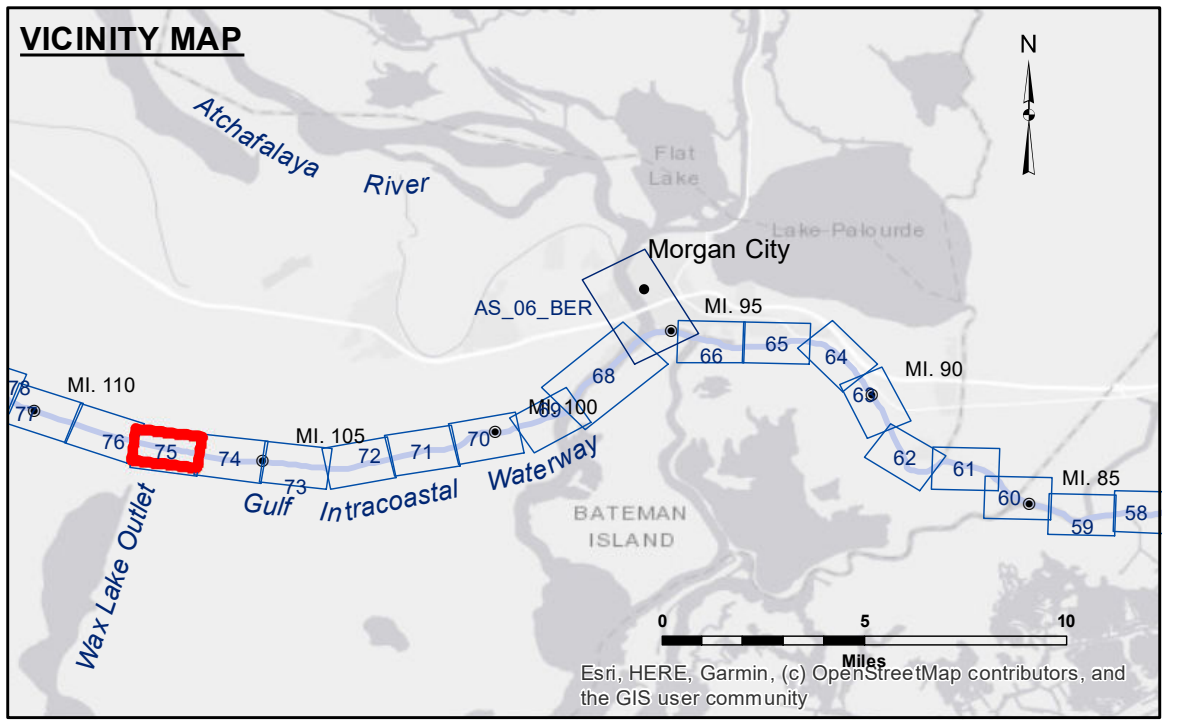 VICINITY MAP
N
Atchafalaya
River
Flat
Lake
Lake Palourde
Morgan City
AS_06_BER
MI. 95
66
65
64
MI. 90
63
68
69
MI. 100
78
77
MI. 110
76
75
74
MI. 105
73
72
71
70
62
61
60
MI. 85
59
58
Gulf Intracoastal Waterway
Wax Lake Outlet
BATEMAN
ISLAND
0 5 10
Miles
Esri, HERE, Garmin, (c) OpenStreetMap contributors, and
the GIS user community